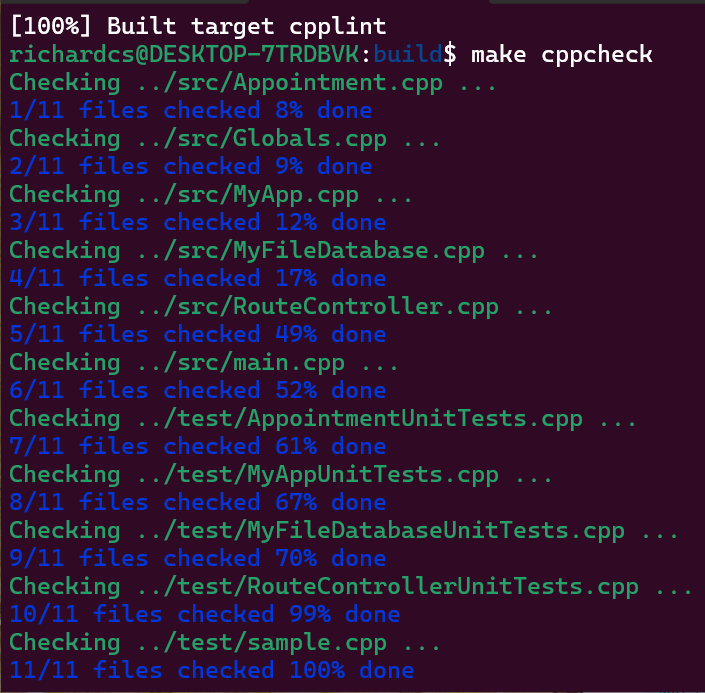 [100%] Built target cpplint
richardcs@DESKTOP-7TRDBVK:build$ make cppcheck
Checking ../src/Appointment.cpp ...
1/11 files checked 8% done
Checking ../src/Globals.cpp ...
2/11 files checked 9% done
Checking ../src/MyApp.cpp ...
3/11 files checked 12% done
Checking ../src/MyFileDatabase.cpp ...
4/11 files checked 17% done
Checking ../src/RouteController.cpp ...
5/11 files checked 49% done
Checking ../src/main.cpp ...
6/11 files checked 52% done
Checking ../test/AppointmentUnitTests.cpp ...
7/11 files checked 61% done
Checking ../test/MyAppUnitTests.cpp ...
8/11 files checked 67% done
Checking ../test/MyFileDatabaseUnitTests.cpp ...
9/11 files checked 70% done
Checking ../test/RouteControllerUnitTests.cpp ...
10/11 files checked 99% done
Checking ../test/sample.cpp ...
11/11 files checked 100% done